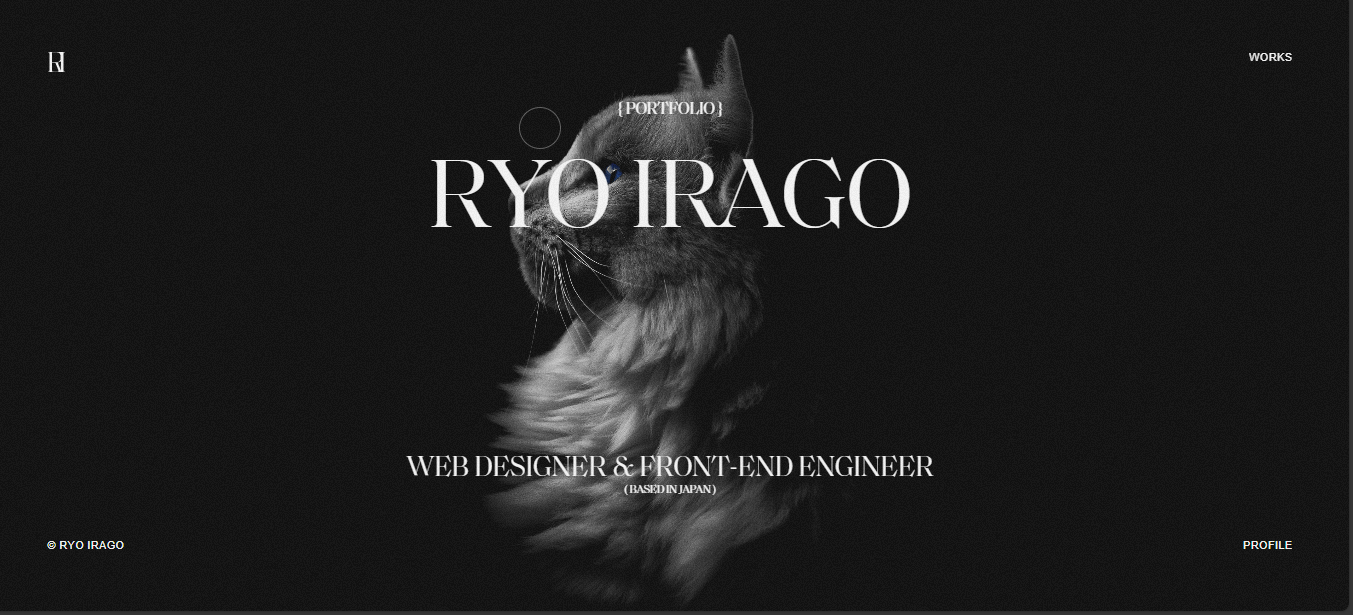 RI
WORKS
{ PORTFOLIO }
RYO IRAGO
WEB DESIGNER & FRONT-END ENGINEER
( BASED IN JAPAN )
© RYO IRAGO
PROFILE